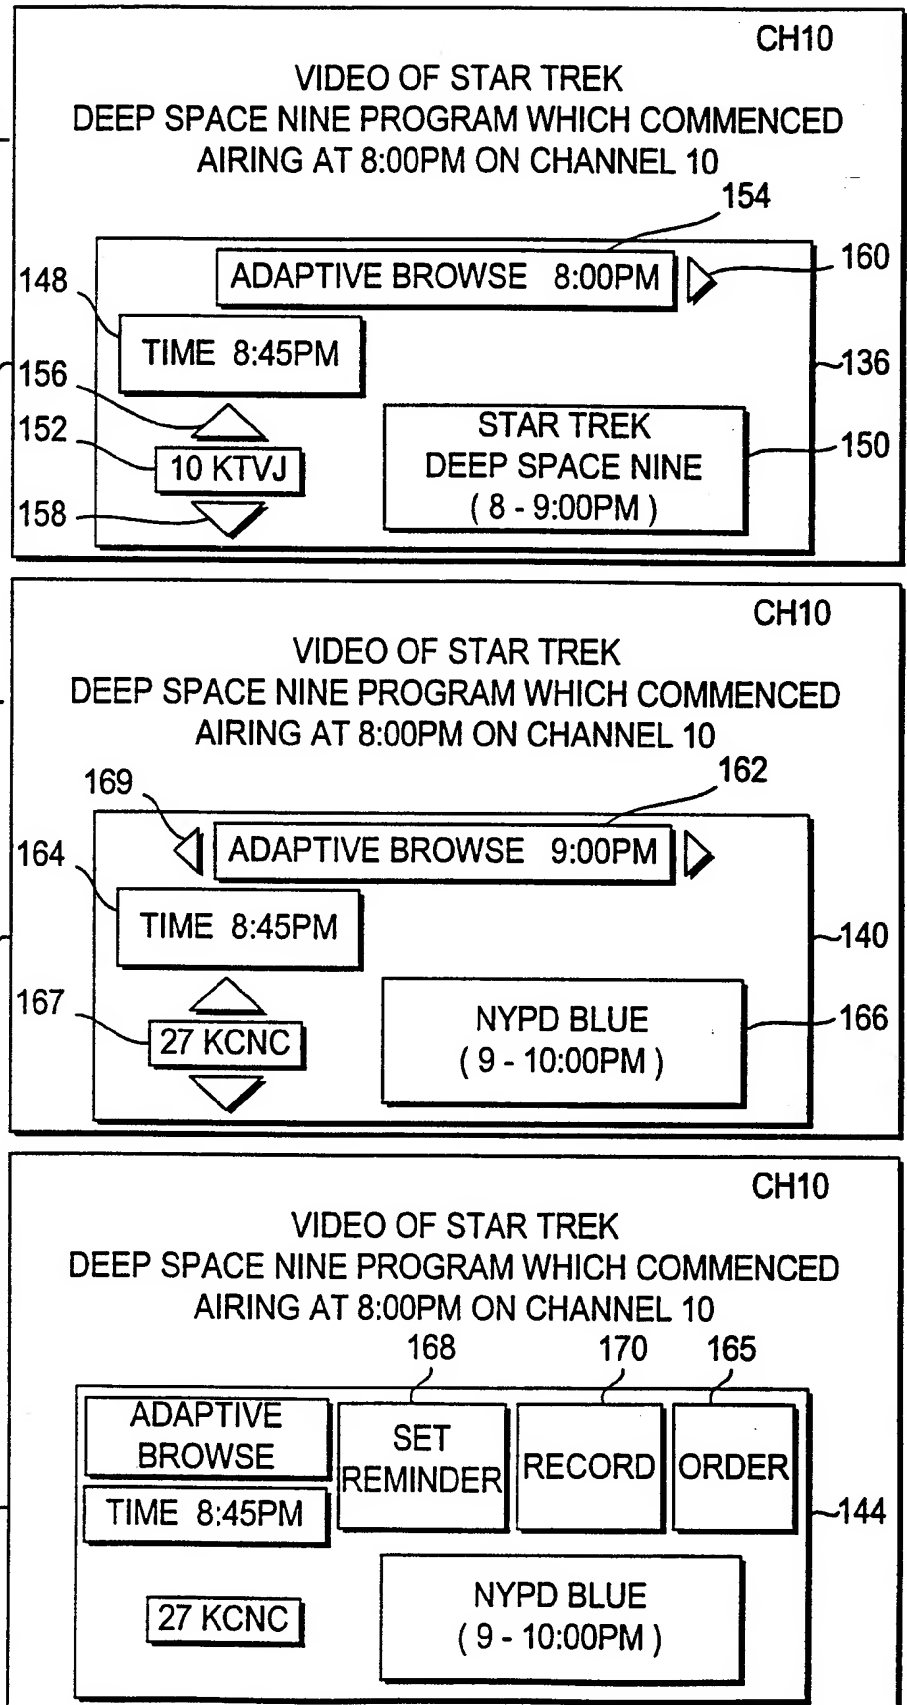 CH10
VIDEO OF STAR TREK
DEEP SPACE NINE PROGRAM WHICH COMMENCED
AIRING AT 8:00PM ON CHANNEL 10
154
ADAPTIVE BROWSE 8:00PM
160
148
TIME 8:45PM
136
156
152
10 KTVJ
STAR TREK
DEEP SPACE NINE
( 8 - 9:00PM )
150
158
CH10
VIDEO OF STAR TREK
DEEP SPACE NINE PROGRAM WHICH COMMENCED
AIRING AT 8:00PM ON CHANNEL 10
162
169
ADAPTIVE BROWSE 9:00PM
164
TIME 8:45PM
140
167
27 KCNC
NYPD BLUE
( 9 - 10:00PM )
166
CH10
VIDEO OF STAR TREK
DEEP SPACE NINE PROGRAM WHICH COMMENCED
AIRING AT 8:00PM ON CHANNEL 10
168
170
165
ADAPTIVE
BROWSE
SET
REMINDER
RECORD
ORDER
TIME 8:45PM
144
27 KCNC
NYPD BLUE
( 9 - 10:00PM )